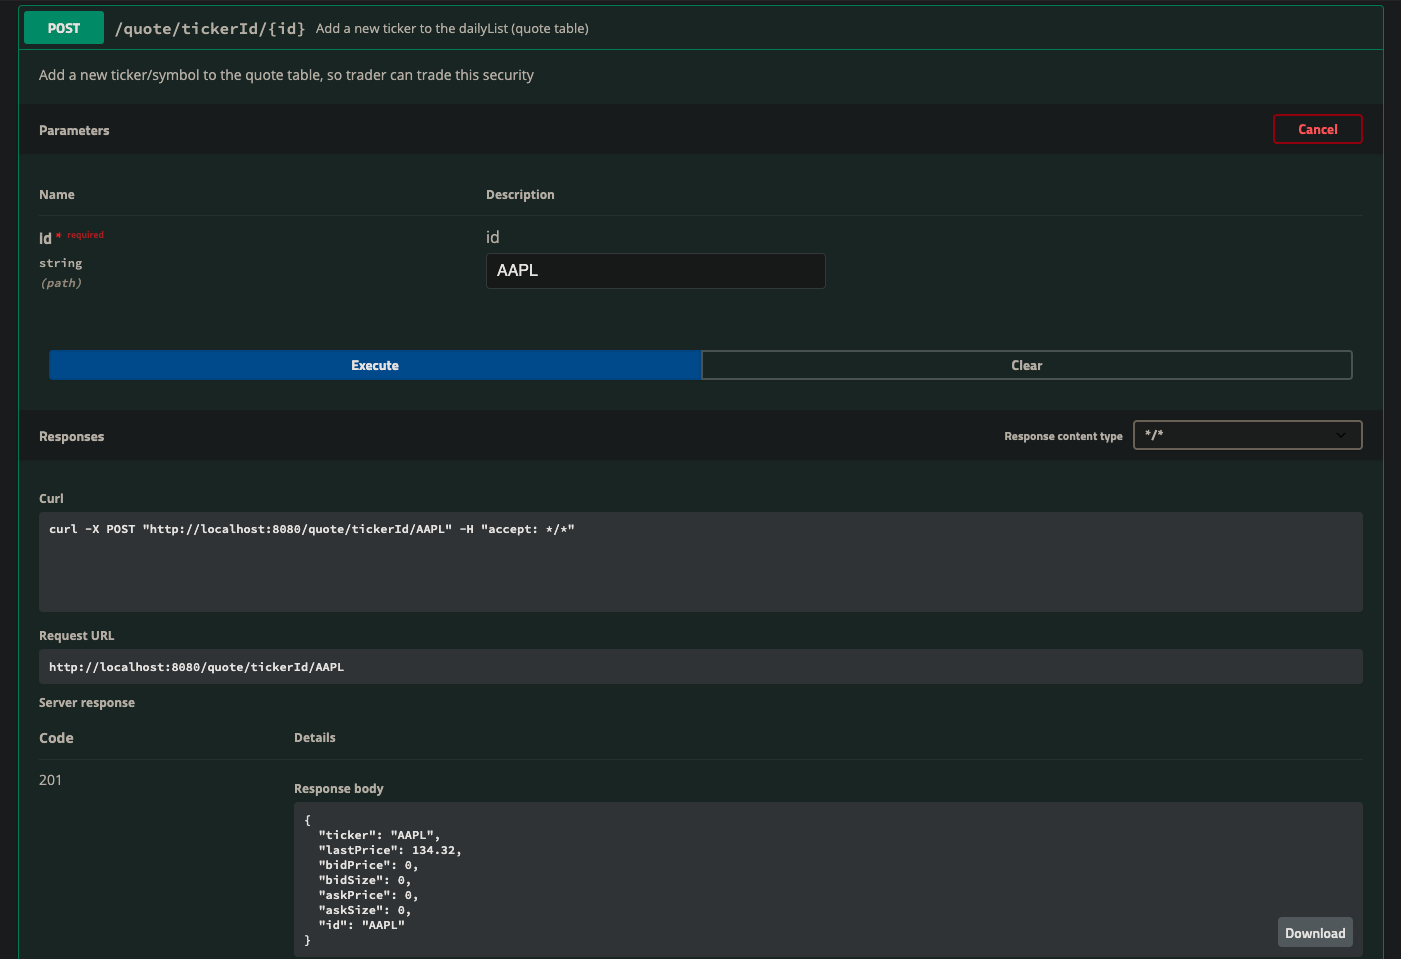 POST /quote/tickerId/{id} Add a new ticker to the dailyList (quote table)
Add a new ticker/symbol to the quote table, so trader can trade this security
Parameters Cancel
Name Description
id * required id
string AAPL
(path)
Execute Clear
Responses Response content type */*
Curl
curl -X POST "http://localhost:8080/quote/tickerId/AAPL" -H "accept: */*"
Request URL
http://localhost:8080/quote/tickerId/AAPL
Server response
Code Details
201
Response body
{
"ticker": "AAPL",
"lastPrice": 134.32,
"bidPrice": 0,
"bidSize": 0,
"askPrice": 0,
"askSize": 0,
"id": "AAPL"
}
Download